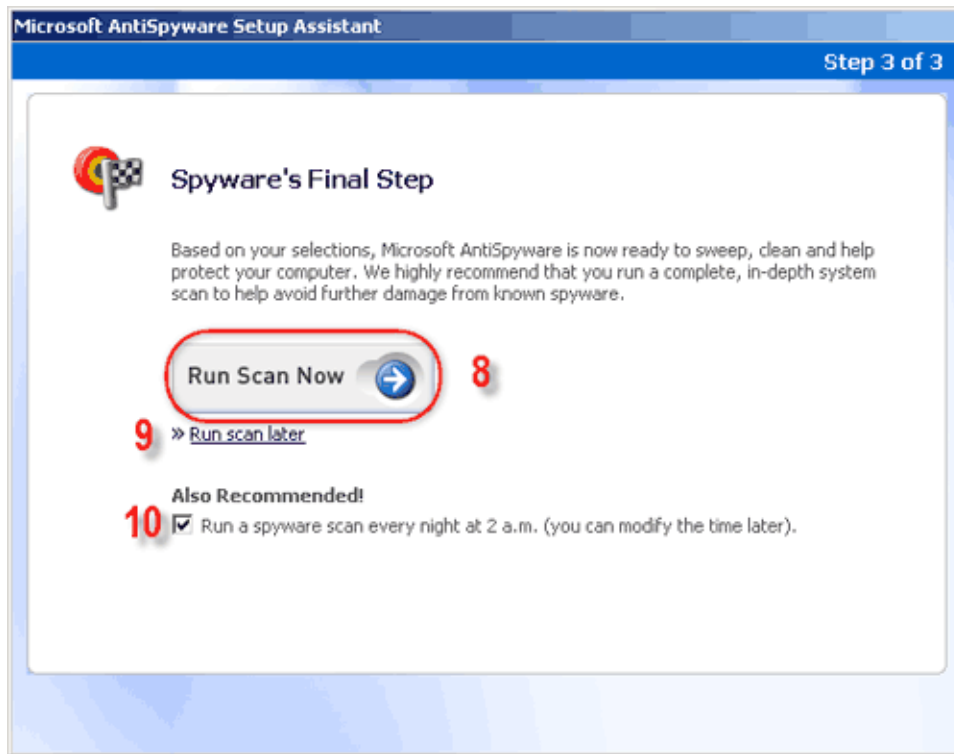 Microsoft AntiSpyware Setup Assistant
Step 3 of 3
Spyware's Final Step
Based on your selections, Microsoft AntiSpyware is now ready to sweep, clean and help
protect your computer. We highly recommend that you run a complete, in-depth system
scan to help avoid further damage from known spyware.
Run Scan Now 8
9 » Run scan later
Also Recommended!
10 Run a spyware scan every night at 2 a.m. (you can modify the time later).